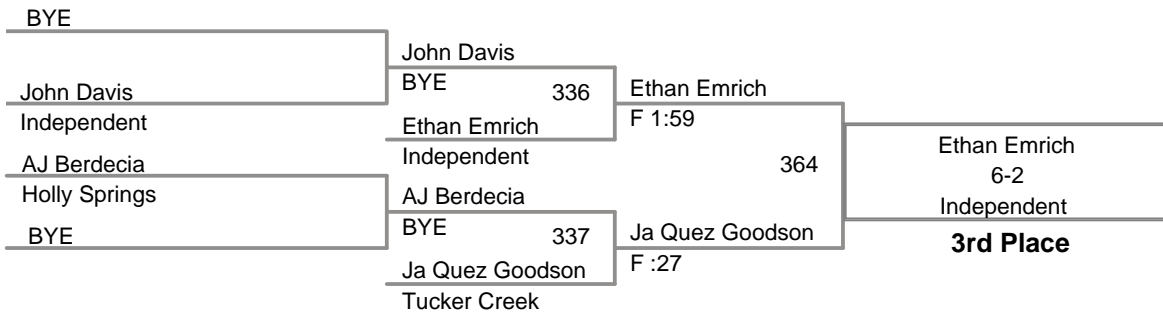 BYE
John Davis
Independent
AJ Berdecia
Holly Springs
BYE
John Davis
BYE
336
Ethan Emrich
Independent
AJ Berdecia
BYE
337
Ja Quez Goodson
Tucker Creek
Ethan Emrich
F 1:59
364
Ja Quez Goodson
F :27
Ethan Emrich
6-2
Independent
3rd Place